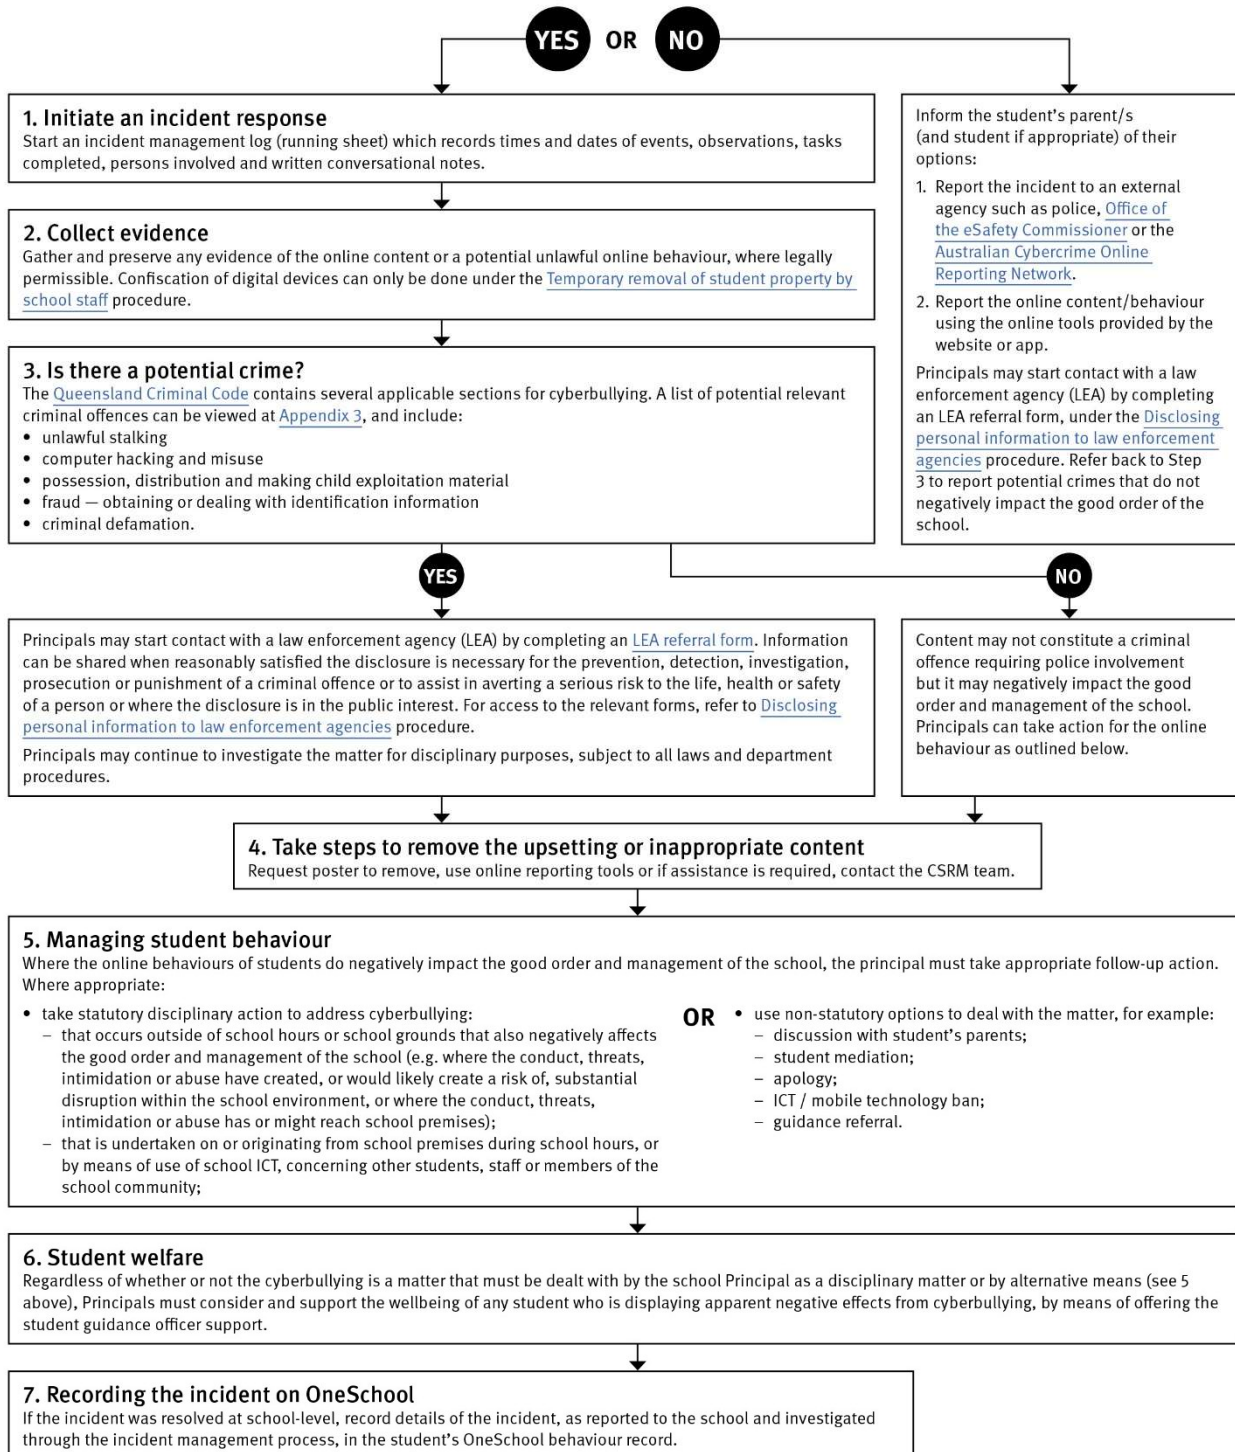 YES OR NO
1. Initiate an incident response
Start an incident management log (running sheet) which records times and dates of events, observations, tasks
completed, persons involved and written conversational notes.
2. Collect evidence
Gather and preserve any evidence of the online content or a potential unlawful online behaviour, where legally
permissible. Confiscation of digital devices can only be done under the Temporary removal of student property by
school staff procedure.
3. Is there a potential crime?
The Queensland Criminal Code contains several applicable sections for cyberbullying. A list of potential relevant
criminal offences can be viewed at Appendix 3, and include:
• unlawful stalking
• computer hacking and misuse
• possession, distribution and making child exploitation material
• fraud — obtaining or dealing with identification information
• criminal defamation.
Inform the student's parent/s
(and student if appropriate) of their
options:
1. Report the incident to an external
agency such as police, Office of
the eSafety Commissioner or the
Australian Cybercrime Online
Reporting Network.
2. Report the online content/behaviour
using the online tools provided by the
website or app.
Principals may start contact with a law
enforcement agency (LEA) by completing
an LEA referral form, under the Disclosing
personal information to law enforcement
agencies procedure. Refer back to Step
3 to report potential crimes that do not
negatively impact the good order of the
school.
YES
NO
Principals may start contact with a law enforcement agency (LEA) by completing an LEA referral form. Information
can be shared when reasonably satisfied the disclosure is necessary for the prevention, detection, investigation,
prosecution or punishment of a criminal offence or to assist in averting a serious risk to the life, health or safety
of a person or where the disclosure is in the public interest. For access to the relevant forms, refer to Disclosing
personal information to law enforcement agencies procedure.
Principals may continue to investigate the matter for disciplinary purposes, subject to all laws and department
procedures.
Content may not constitute a criminal
offence requiring police involvement
but it may negatively impact the good
order and management of the school.
Principals can take action for the online
behaviour as outlined below.
4. Take steps to remove the upsetting or inappropriate content
Request poster to remove, use online reporting tools or if assistance is required, contact the CSRM team.
5. Managing student behaviour
Where the online behaviours of students do negatively impact the good order and management of the school, the principal must take appropriate follow-up action.
Where appropriate:
• take statutory disciplinary action to address cyberbullying:
– that occurs outside of school hours or school grounds that also negatively affects
the good order and management of the school (e.g. where the conduct, threats,
intimidation or abuse have created, or would likely create a risk of, substantial
disruption within the school environment, or where the conduct, threats,
intimidation or abuse has or might reach school premises);
– that is undertaken on or originating from school premises during school hours, or
by means of use of school ICT, concerning other students, staff or members of the
school community;
OR
• use non-statutory options to deal with the matter, for example:
– discussion with student's parents;
– student mediation;
– apology;
– ICT / mobile technology ban;
– guidance referral.
6. Student welfare
Regardless of whether or not the cyberbullying is a matter that must be dealt with by the school Principal as a disciplinary matter or by alternative means (see 5
above), Principals must consider and support the wellbeing of any student who is displaying apparent negative effects from cyberbullying, by means of offering the
student guidance officer support.
7. Recording the incident on OneSchool
If the incident was resolved at school-level, record details of the incident, as reported to the school and investigated
through the incident management process, in the student's OneSchool behaviour record.